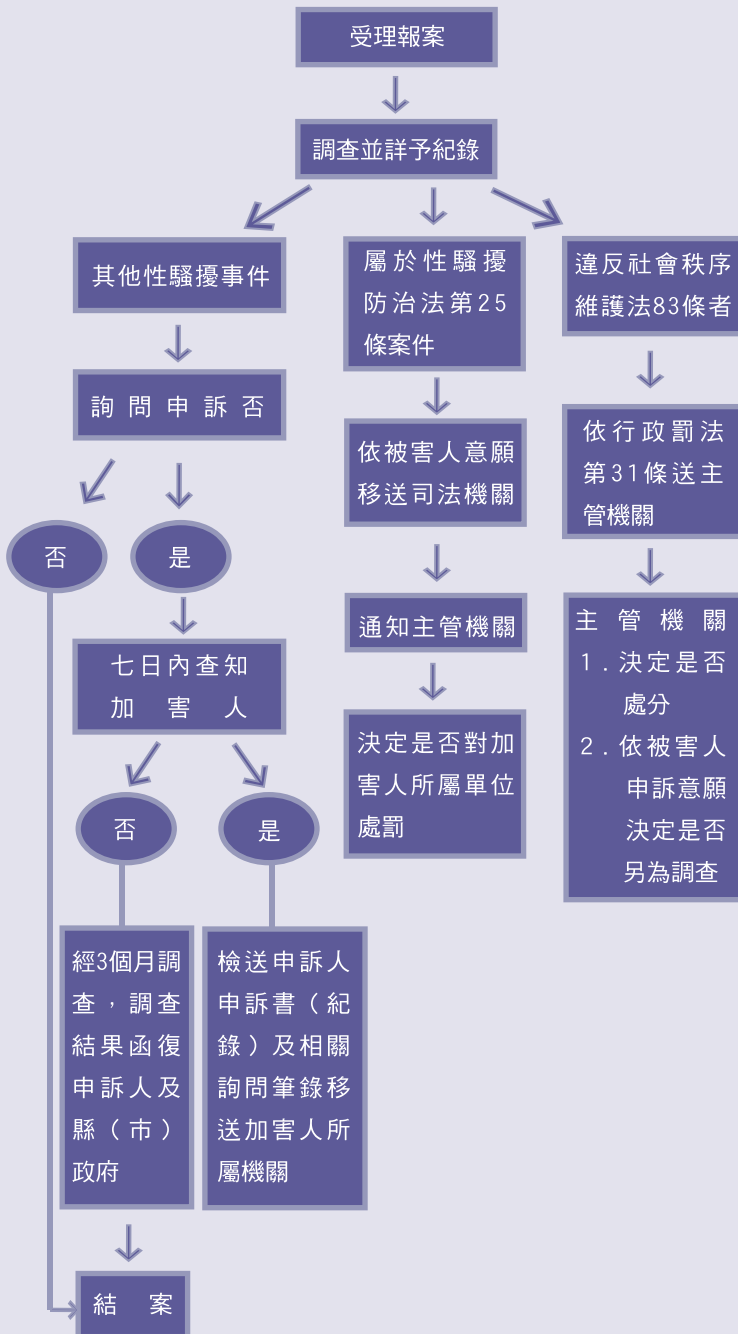 受理報案
調查並詳予紀錄
其他性騷擾事件
屬於性騷擾
防治法第25
條案件
違反社會秩序
維護法83條者
詢問申訴否
依被害人意願
移送司法機關
依行政罰法
第31條送主
管機關
否
是
七日內查知
加害人
通知主管機關
主管機關
1.決定是否
處分
2.依被害人
申訴意願
決定是否
另為調查
決定是否對加
害人所屬單位
處罰
否
是
經3個月調
查，調查
結果函復
申訴人及
縣（市）
政府
檢送申訴人
申訴書（紀
錄）及相關
詢問筆錄移
送加害人所
屬機關
結案